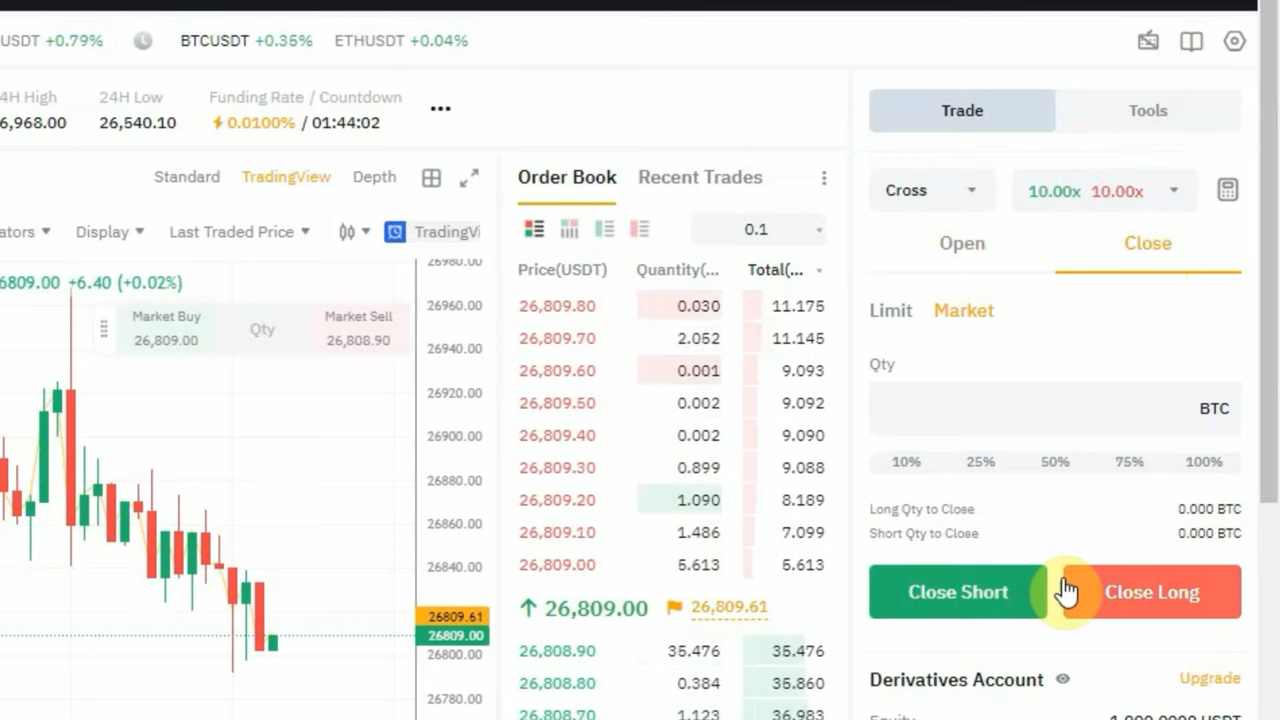 USDT +0.79% BTCUSDT +0.35% ETHUSDT +0.04%
4H High 24H Low Funding Rate / Countdown
6,968.00 26,540.10 0.0100% / 01:44:02
Trade Tools
Standard TradingView Depth
Order Book Recent Trades
Cross 10.00x 10.00x
ators Display Last Traded Price TradingVi
0.1
Open Close
Price(USDT) Quantity(... Total(...
6809.00 +6.40 (+0.02%)
Market Buy 26,809.00
Qty
Market Sell 26,808.90
26980.00
26960.00
26940.00
26920.00
26900.00
26880.00
26860.00
26840.00
26809.61
26809.00
26800.00
26780.00
26,809.80 0.030 11.175
26,809.70 2.052 11.145
26,809.60 0.001 9.093
26,809.50 0.002 9.092
26,809.40 0.002 9.090
26,809.30 0.899 9.088
26,809.20 1.090 8.189
26,809.10 1.486 7.099
26,809.00 5.613 5.613
26,809.00 26,809.61
26,808.90 35.476 35.476
26,808.80 0.384 35.860
26,808.70 1.123 36.983
Limit Market
Qty
BTC
10% 25% 50% 75% 100%
Long Qty to Close 0.000 BTC
Short Qty to Close 0.000 BTC
Close Short Close Long
Derivatives Account Upgrade
Equity